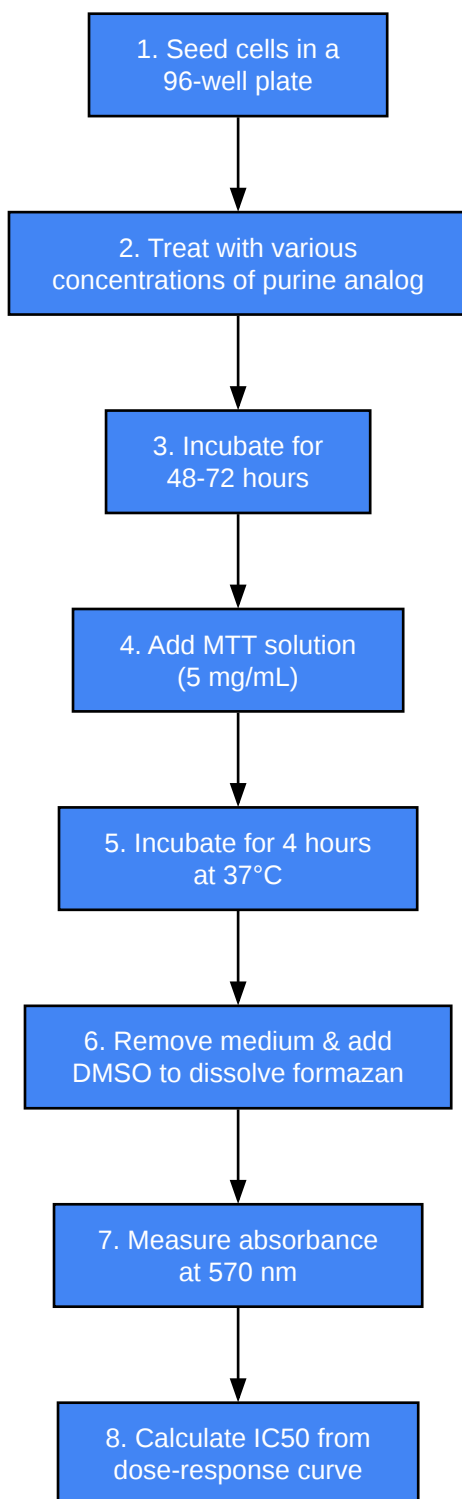 1. Seed cells in a
96-well plate
2. Treat with various
concentrations of purine analog
3. Incubate for
48-72 hours
4. Add MTT solution
(5 mg/mL)
5. Incubate for 4 hours
at 37°C
6. Remove medium & add
DMSO to dissolve formazan
7. Measure absorbance
at 570 nm
8. Calculate IC50 from
dose-response curve